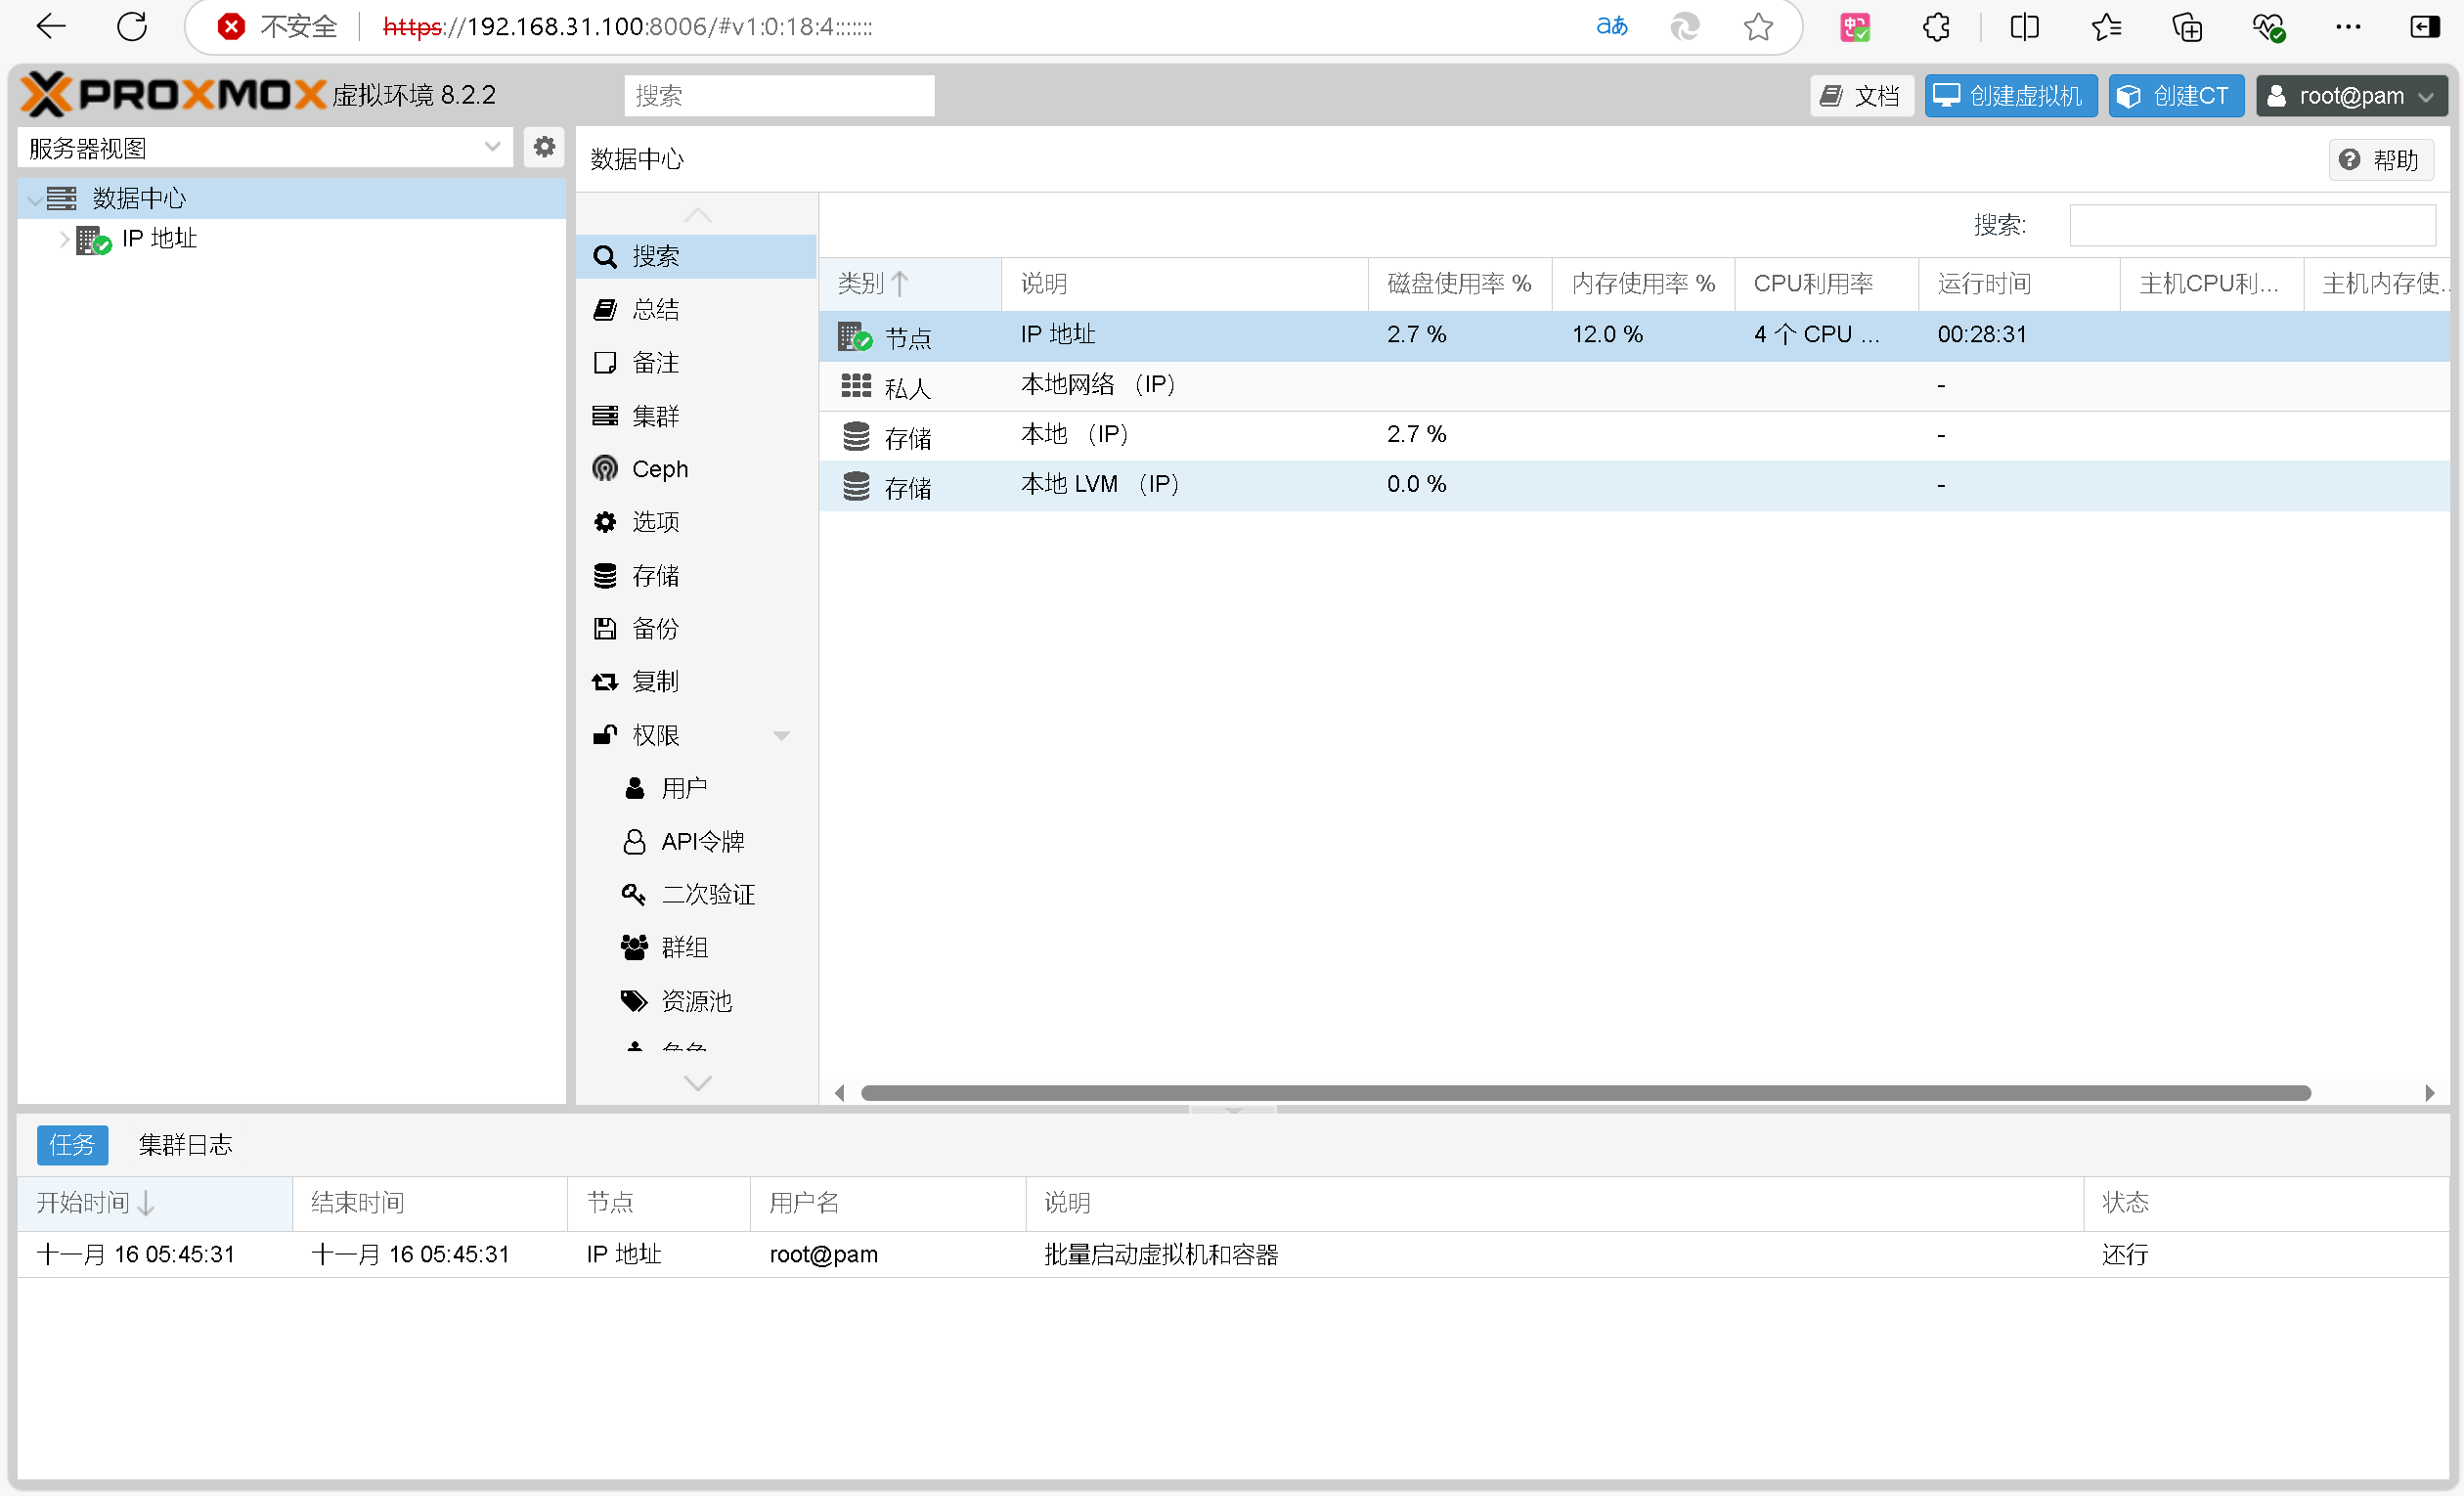 不安全 https://192.168.31.100:8006/#v1:0:18:4:::::::
PROXMOX 虚拟环境 8.2.2 搜索 文档 创建虚拟机 创建CT root@pam
服务器视图
数据中心
IP 地址
数据中心 帮助
搜索
总结
备注
集群
Ceph
选项
存储
备份
复制
权限
用户
API令牌
二次验证
群组
资源池
搜索:
类别 说明 磁盘使用率 % 内存使用率 % CPU利用率 运行时间 主机CPU利... 主机内存使...
节点 IP 地址 2.7 % 12.0 % 4 个 CPU ... 00:28:31
私人 本地网络 （IP） -
存储 本地 （IP） 2.7 % -
存储 本地 LVM （IP） 0.0 % -
任务 集群日志
开始时间 结束时间 节点 用户名 说明 状态
十一月 16 05:45:31 十一月 16 05:45:31 IP 地址 root@pam 批量启动虚拟机和容器 还行